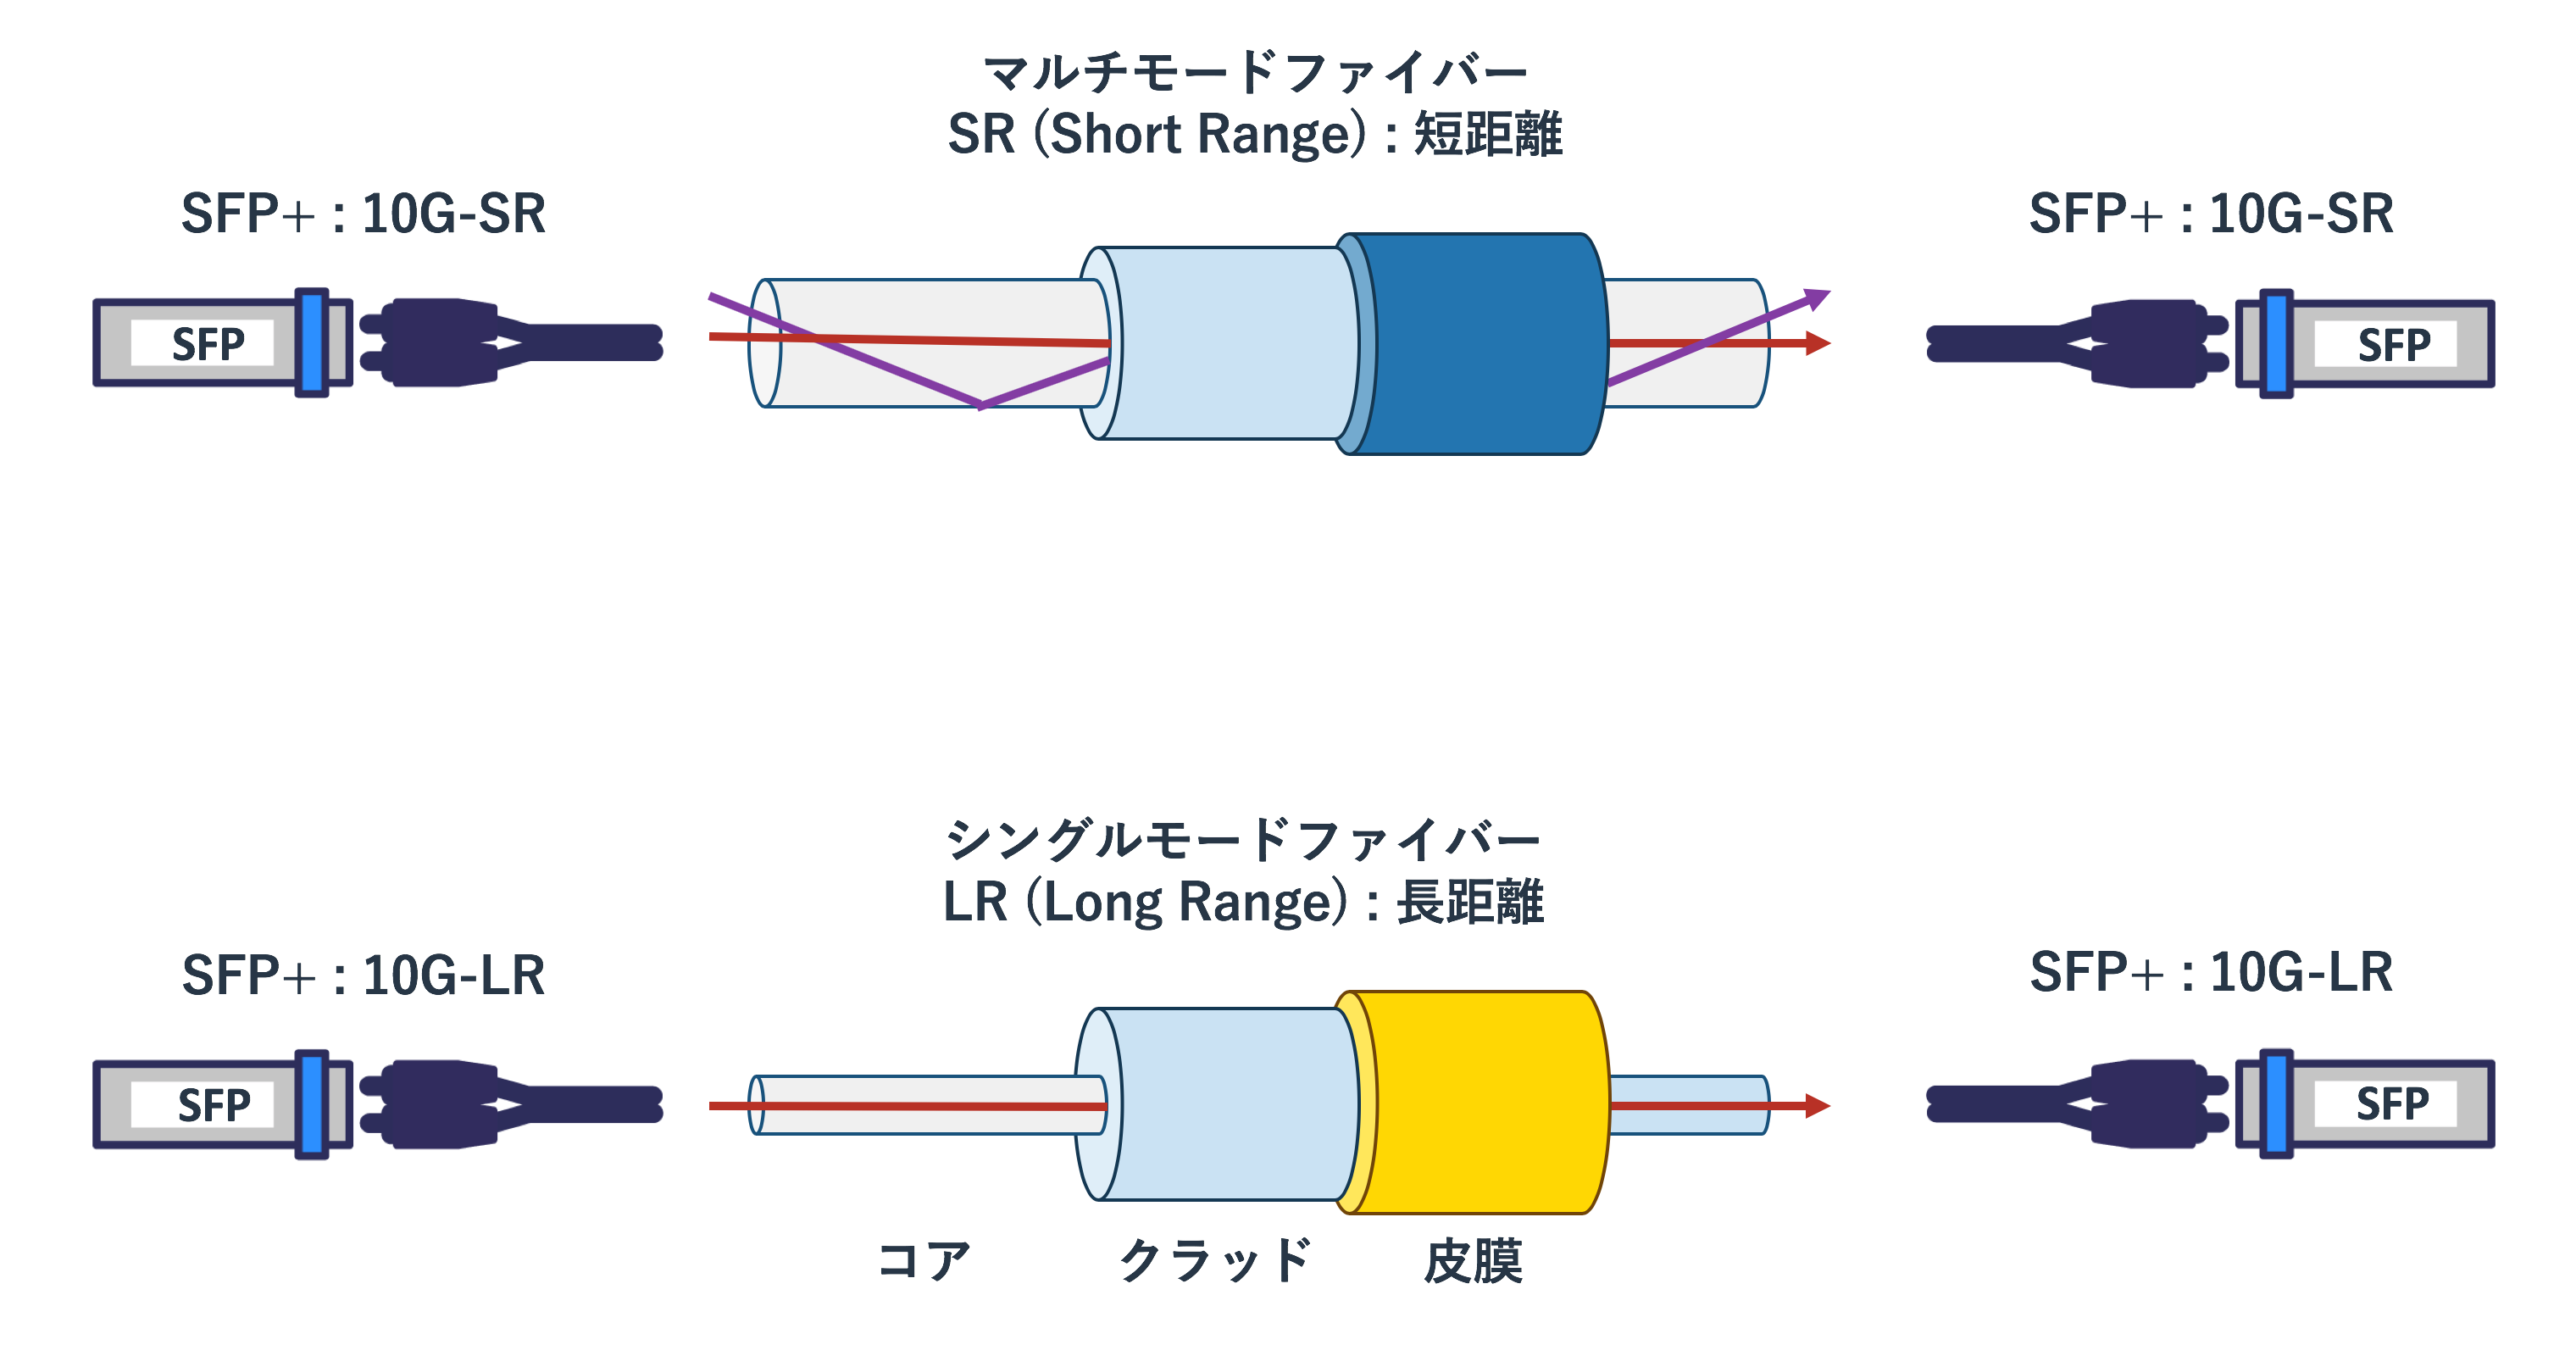 マルチモードファイバー
SR (Short Range) : 短距離
SFP+ : 10G-SR
SFP+ : 10G-SR
SFP
SFP
シングルモードファイバー
LR (Long Range) : 長距離
SFP+ : 10G-LR
SFP+ : 10G-LR
SFP
SFP
コア
クラッド
皮膜